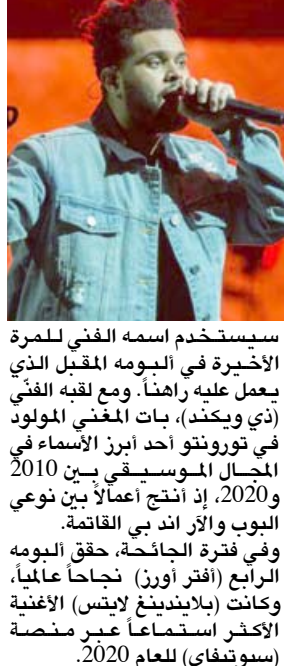 سيستخدم اسمه الفني للمرة
الأخيرة في ألبومه المقبل الذي
يعمل عليه راهناً. ومع لقبه الفنّي
(ذي ويكند)، بات المغني المولود
في تورونتو أحد أبرز الأسماء في
المجال الموسيقي بين 2010
و2020، إذ أنتج أعمالاً بين نوعي
البوب والآر اند بي القاتمة.
وفي فترة الجائحة، حقق ألبومه
الرابع (أفتر أورز) نجاحاً عالمياً،
وكانت (بلايندينغ لايتس) الأغنية
الأكثر استماعاً عبر منصة
(سبوتيفاي) للعام 2020.